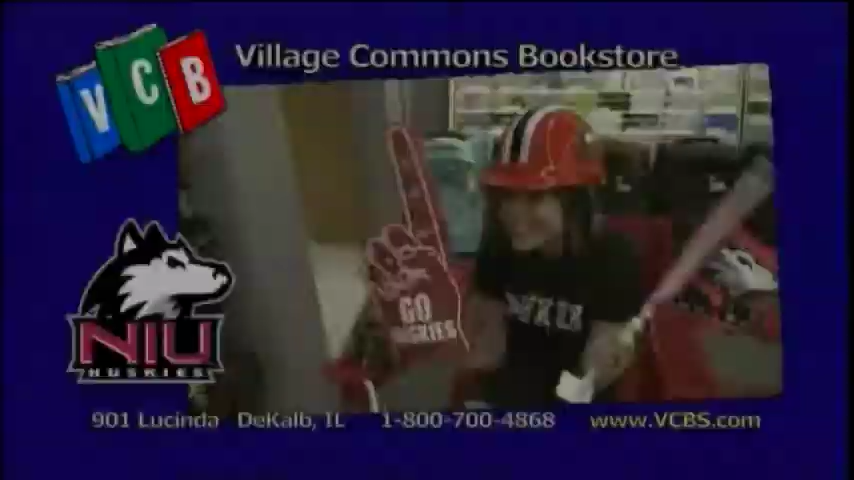 VCB
Village Commons Bookstore
GO
HUSKIES
NIU
NIU
HUSKIES
901 Lucinda DeKalb, IL 1-800-700-4868 www.VCBS.com